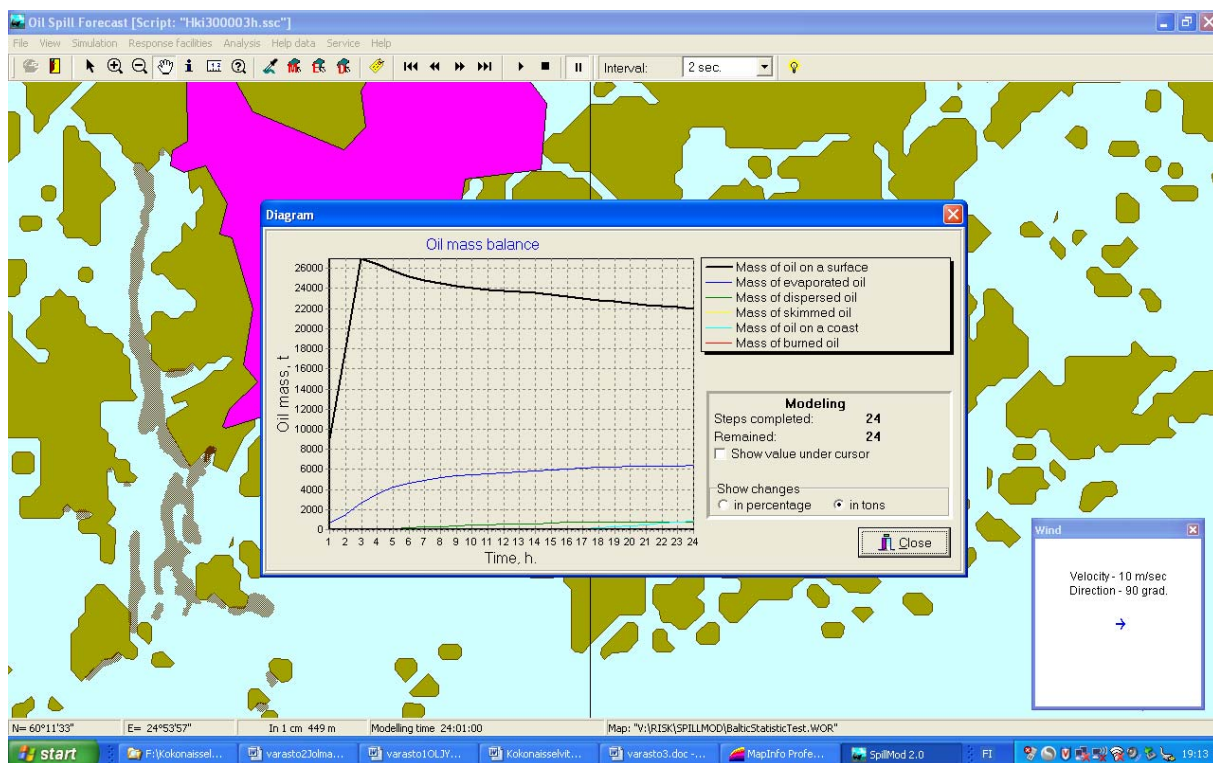 Oil Spill Forecast [Script: "Hki300003h.ssc"]
File View Simulation Response facilities Analysis Help data Service Help
Interval: 2 sec.
Diagram
Oil mass balance
Oil mass, t
26000
24000
22000
20000
18000
16000
14000
12000
10000
8000
6000
4000
2000
0
1 2 3 4 5 6 7 8 9 10 11 12 13 14 15 16 17 18 19 20 21 22 23 24
Time, h.
Mass of oil on a surface
Mass of evaporated oil
Mass of dispersed oil
Mass of skimmed oil
Mass of oil on a coast
Mass of burned oil
Modeling
Steps completed: 24
Remained: 24
Show value under cursor
Show changes
in percentage in tons
Close
Wind
Velocity - 10 m/sec
Direction - 90 grad.
N= 60°11'33" E= 24°53'57" In 1 cm 449 m Modelling time 24:01:00 Map: "V:\RISK\SPILLMOD\BalticStatisticTest.WOR"
start F:\Kokonaissel... varasto2Jolma... varasto1OLJY... Kokonaisselvit... varasto3.doc -... MapInfo Profe... SpillMod 2.0 FI 19:13